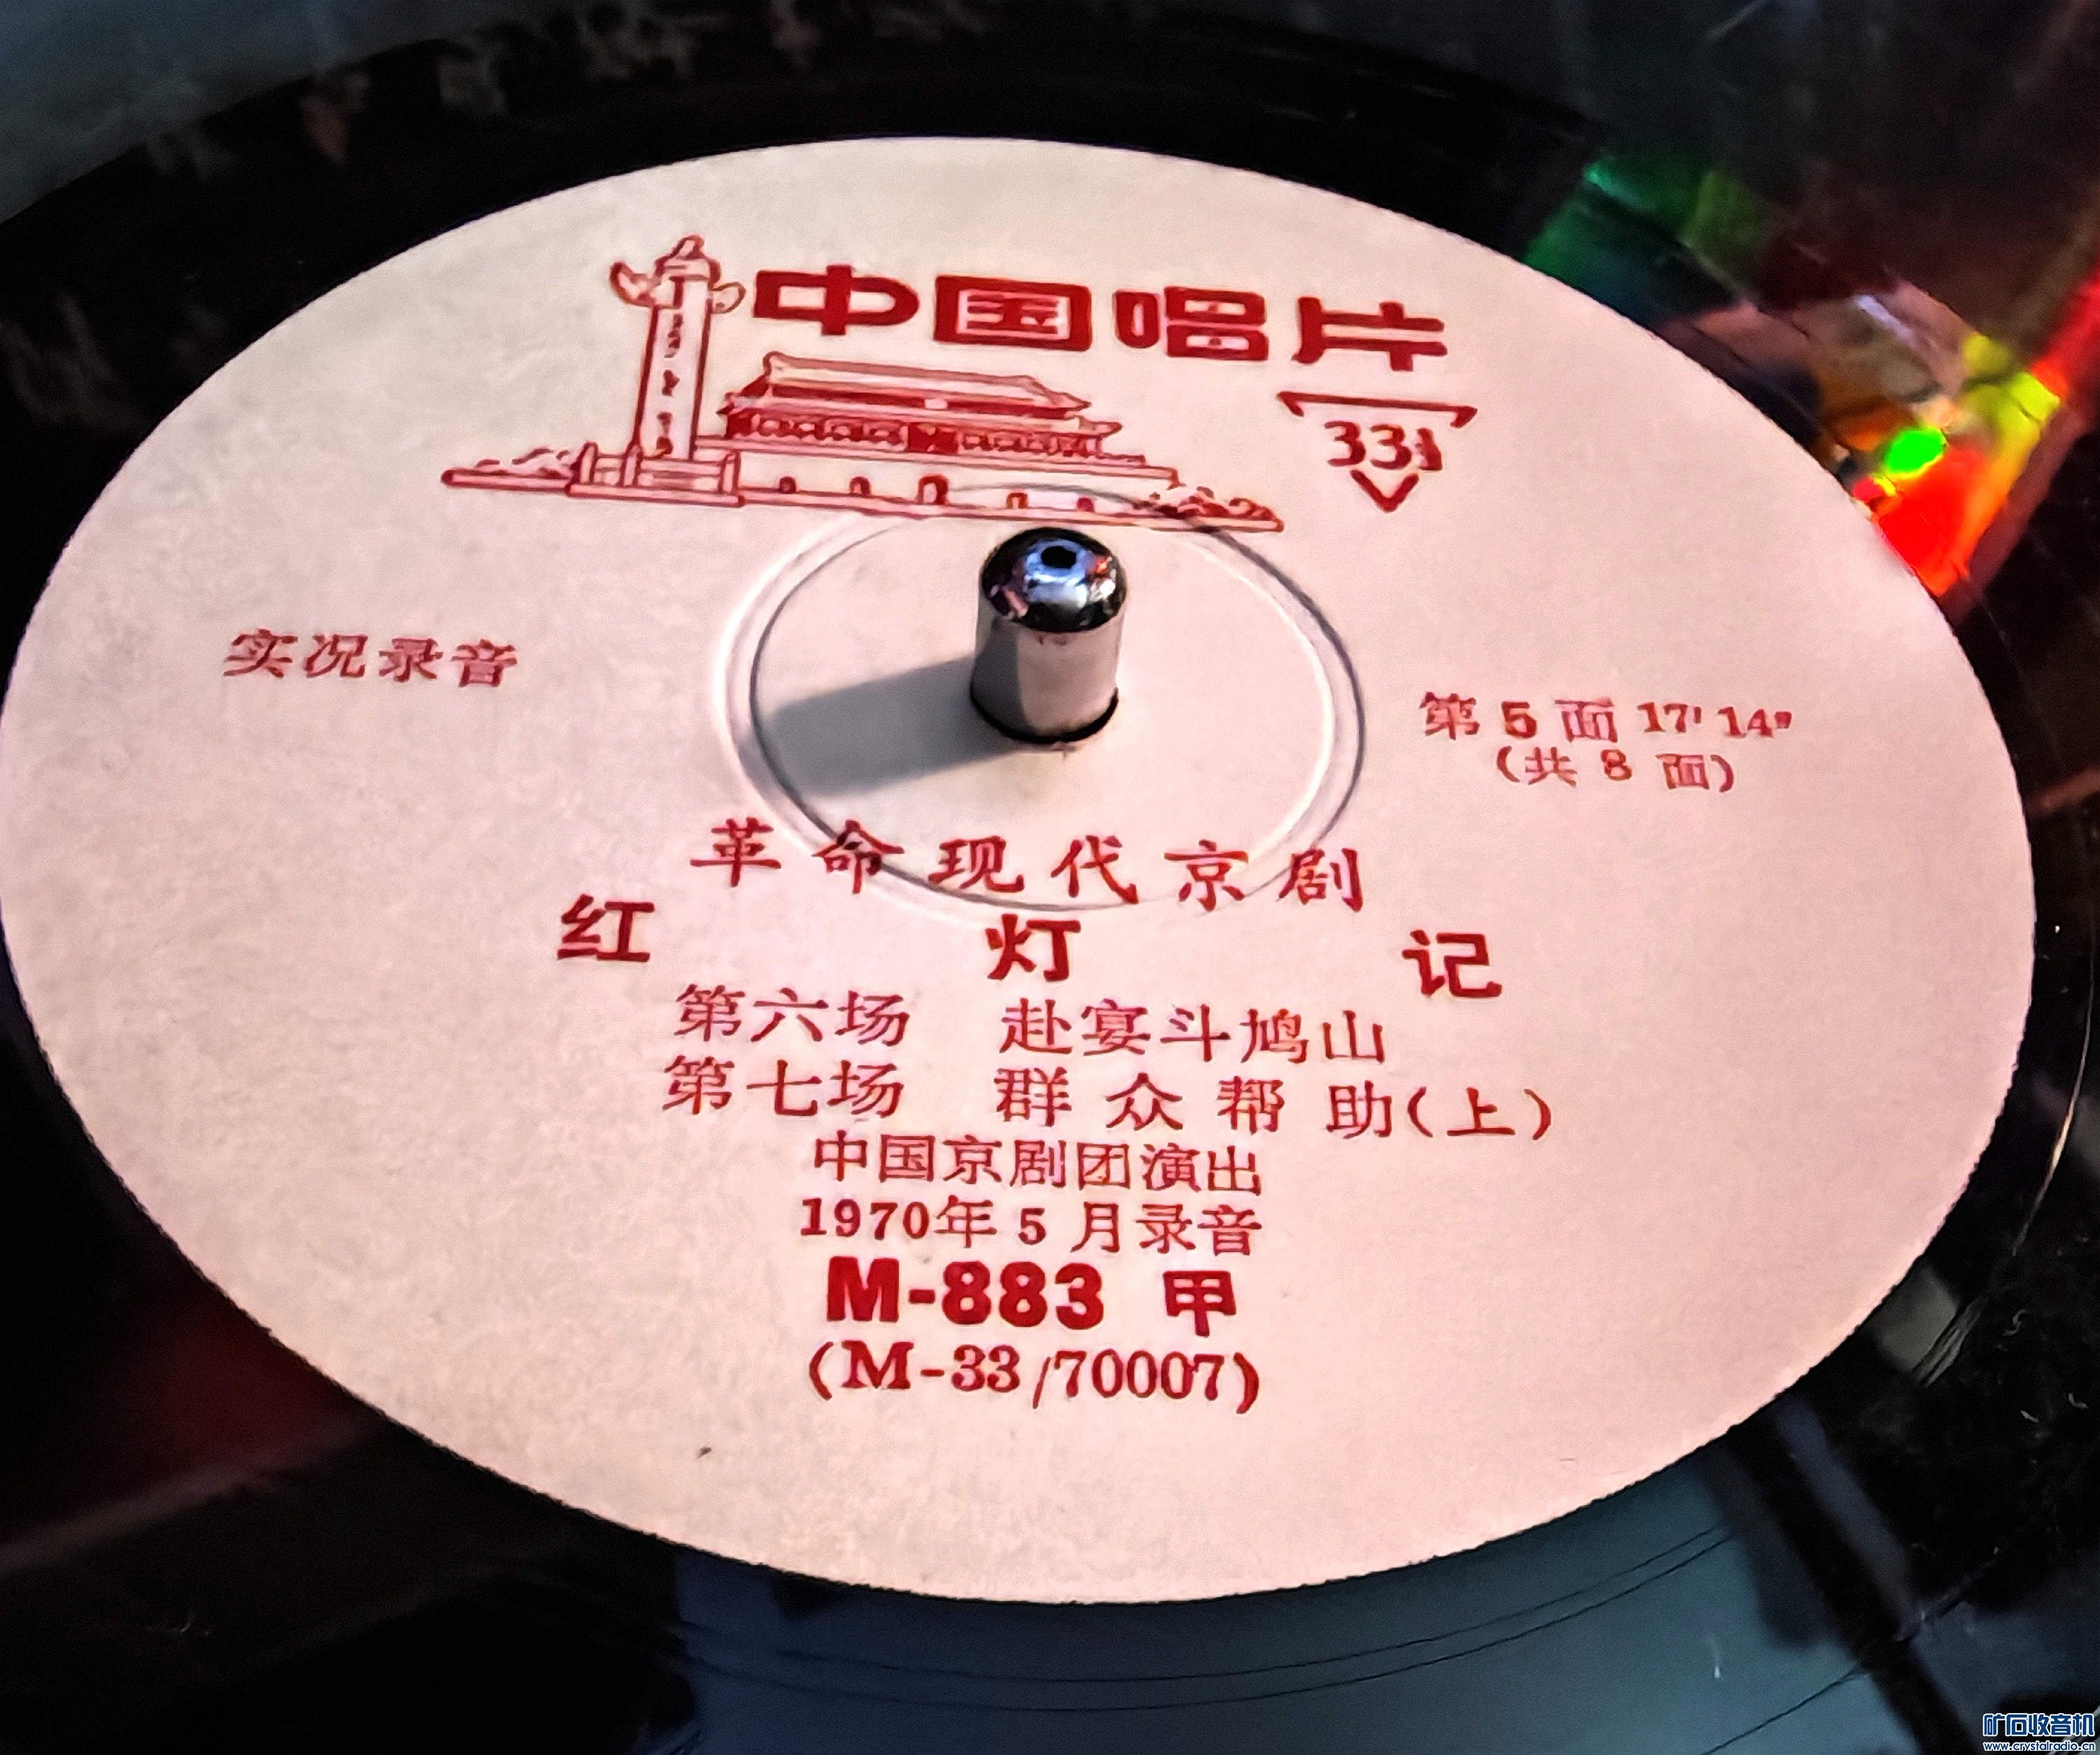 中国唱片
33⅓
实况录音
第 5 面 17′ 14″
(共 8 面)
革命现代京剧
红灯记
第六场 赴宴斗鸠山
第七场 群众帮助(上)
中国京剧团演出
1970年5月录音
M-883 甲
(M-33/70007)
矿石收音机
www.crystalradio.cn